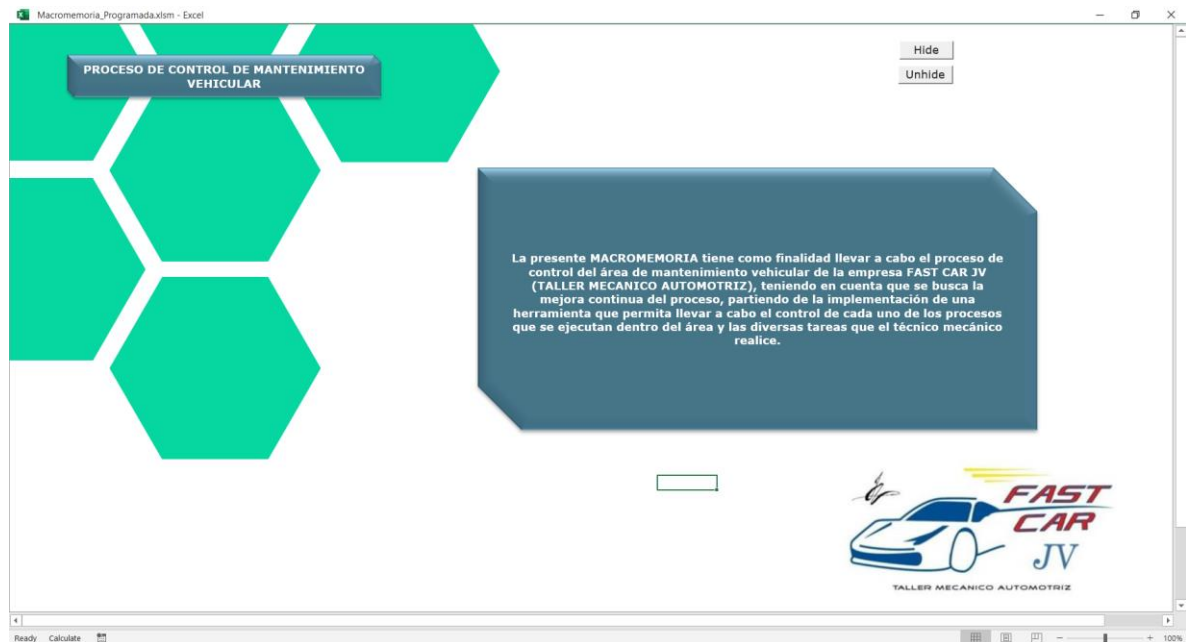 Macromemoria_Programada.xlsm - Excel
PROCESO DE CONTROL DE MANTENIMIENTO
VEHICULAR
Hide
Unhide
La presente MACROMEMORIA tiene como finalidad llevar a cabo el proceso de
control del área de mantenimiento vehicular de la empresa FAST CAR JV
(TALLER MECANICO AUTOMOTRIZ), teniendo en cuenta que se busca la
mejora continua del proceso, partiendo de la implementación de una
herramienta que permita llevar a cabo el control de cada uno de los procesos
que se ejecutan dentro del área y las diversas tareas que el técnico mecánico
realice.
FAST
CAR
JV
TALLER MECANICO AUTOMOTRIZ
Ready Calculate
100%